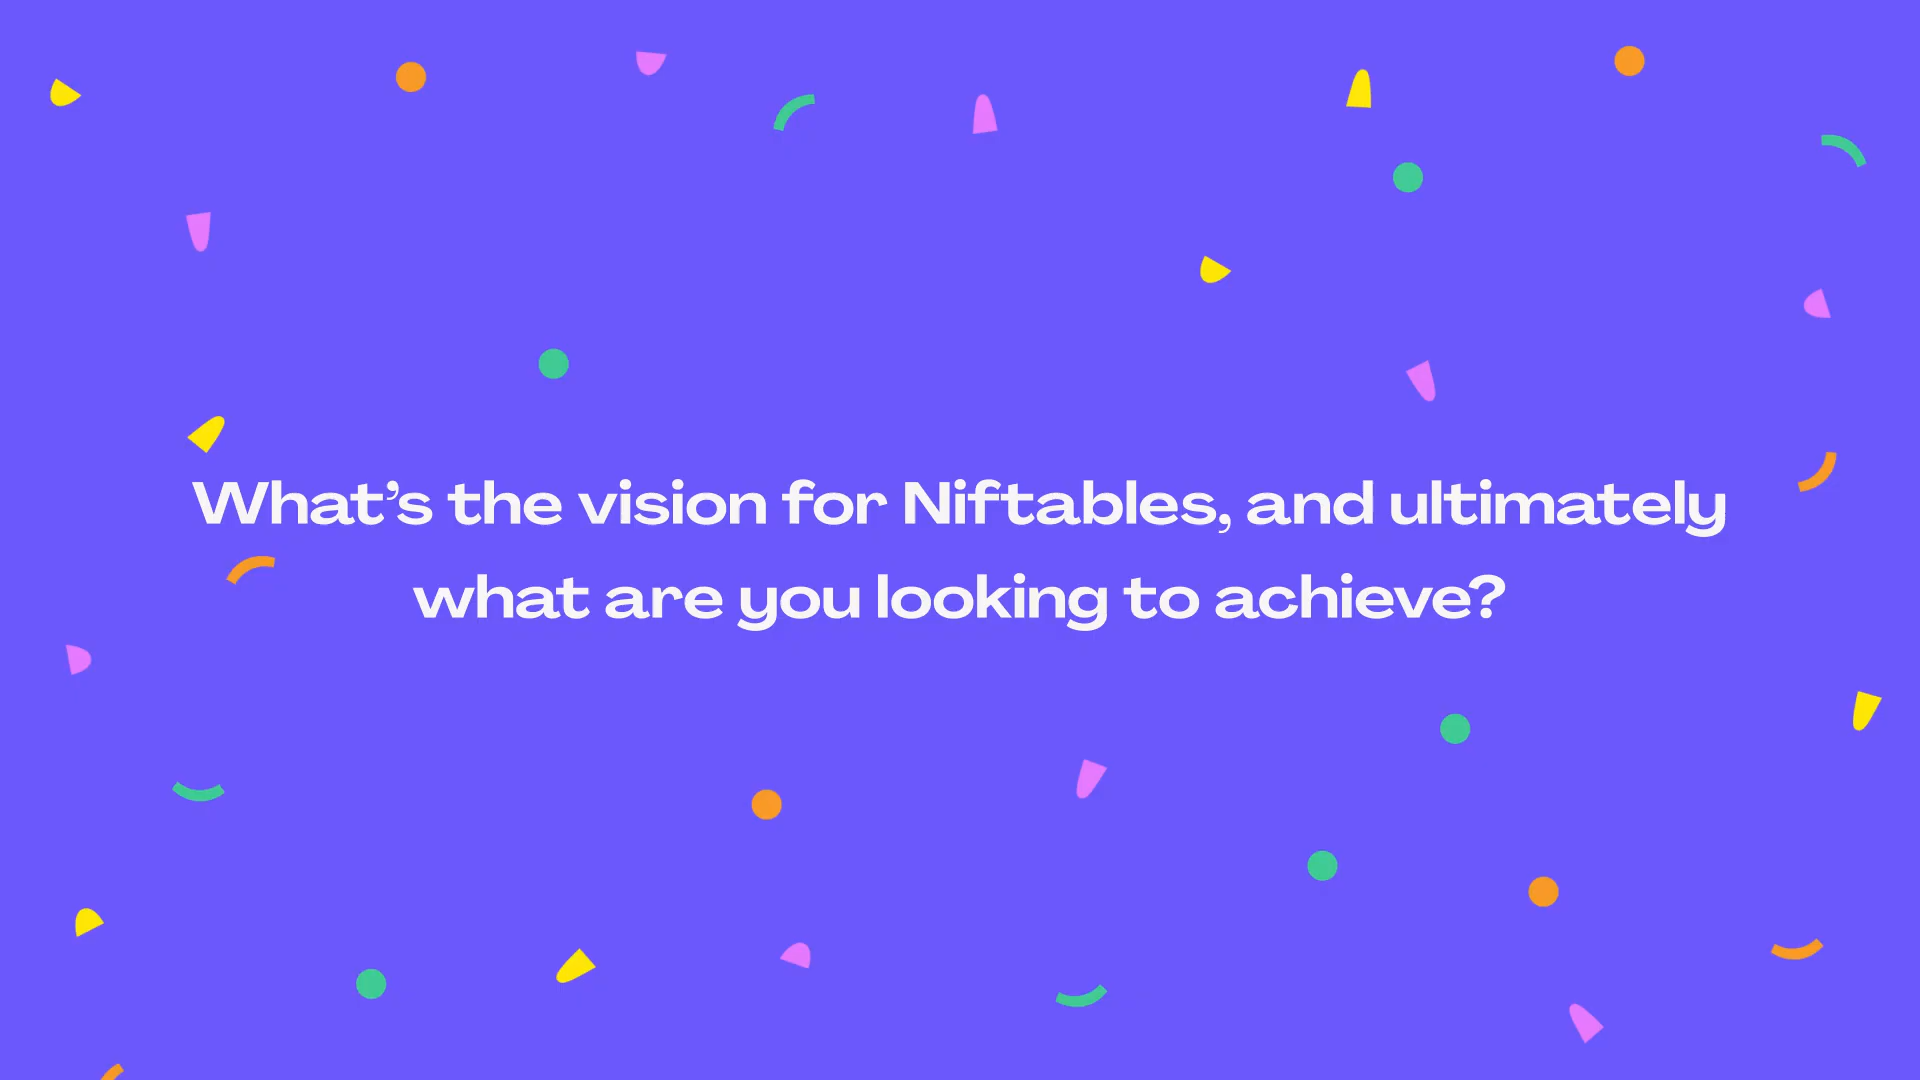 What’s the vision for Niftables, and ultimately
what are you looking to achieve?